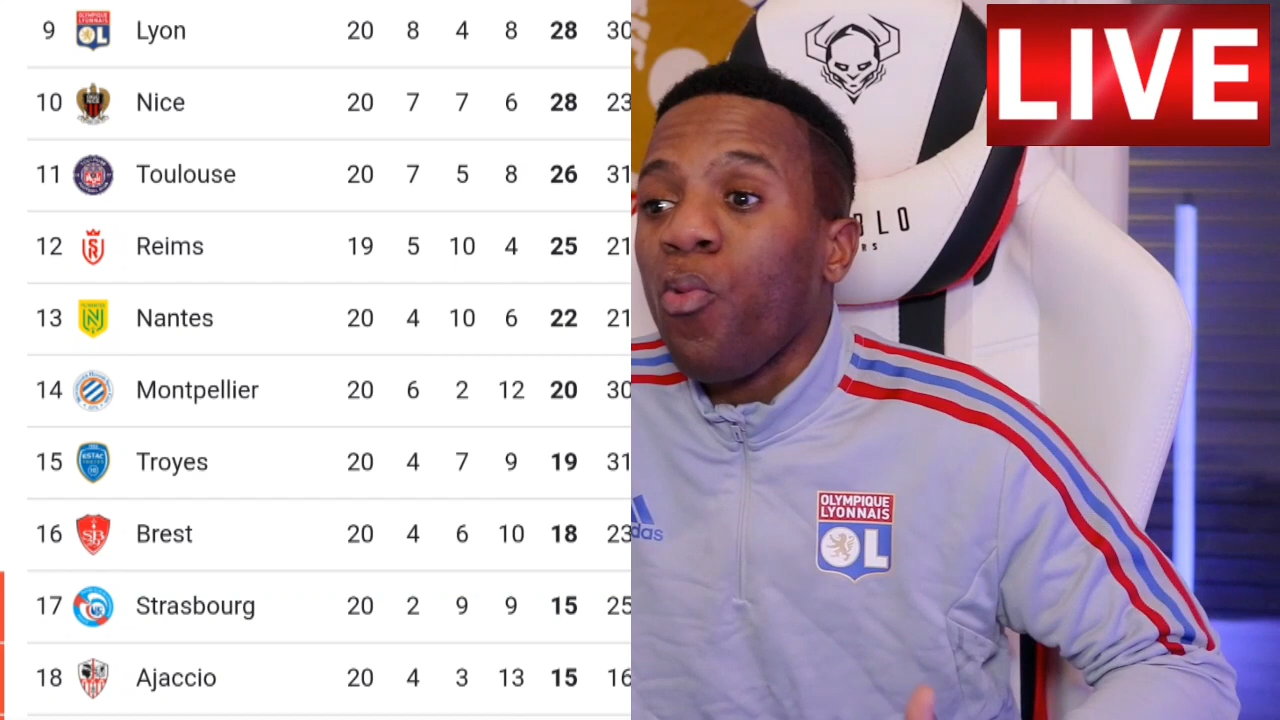 9 Lyon 20 8 4 8 28 30
10 Nice 20 7 7 6 28 23
11 Toulouse 20 7 5 8 26 31
12 Reims 19 5 10 4 25 21
13 Nantes 20 4 10 6 22 21
14 Montpellier 20 6 2 12 20 30
15 Troyes 20 4 7 9 19 31
16 Brest 20 4 6 10 18 23
17 Strasbourg 20 2 9 9 15 25
18 Ajaccio 20 4 3 13 15 16
LIVE
OLYMPIQUE
LYONNAIS
OL